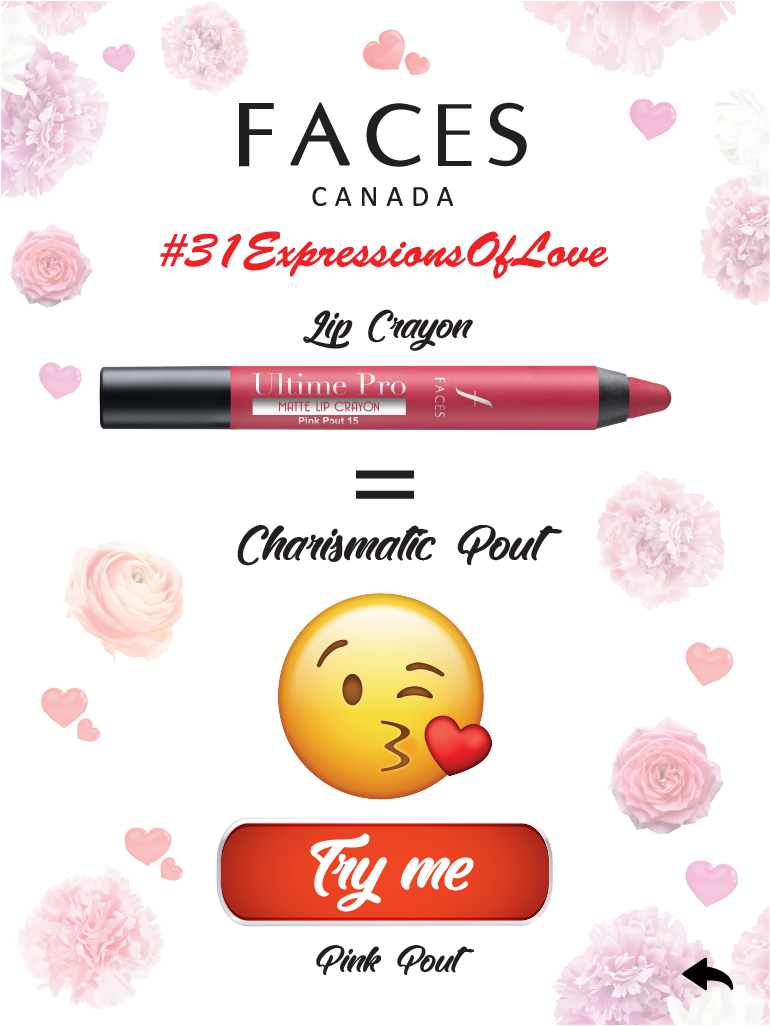 FACES
CANADA
#31ExpressionsOfLove
Lip Crayon
Ultime Pro
MATTE LIP CRAYON
Pink Pout 15
FACES
f
=
Charismatic Pout
Try me
Pink Pout